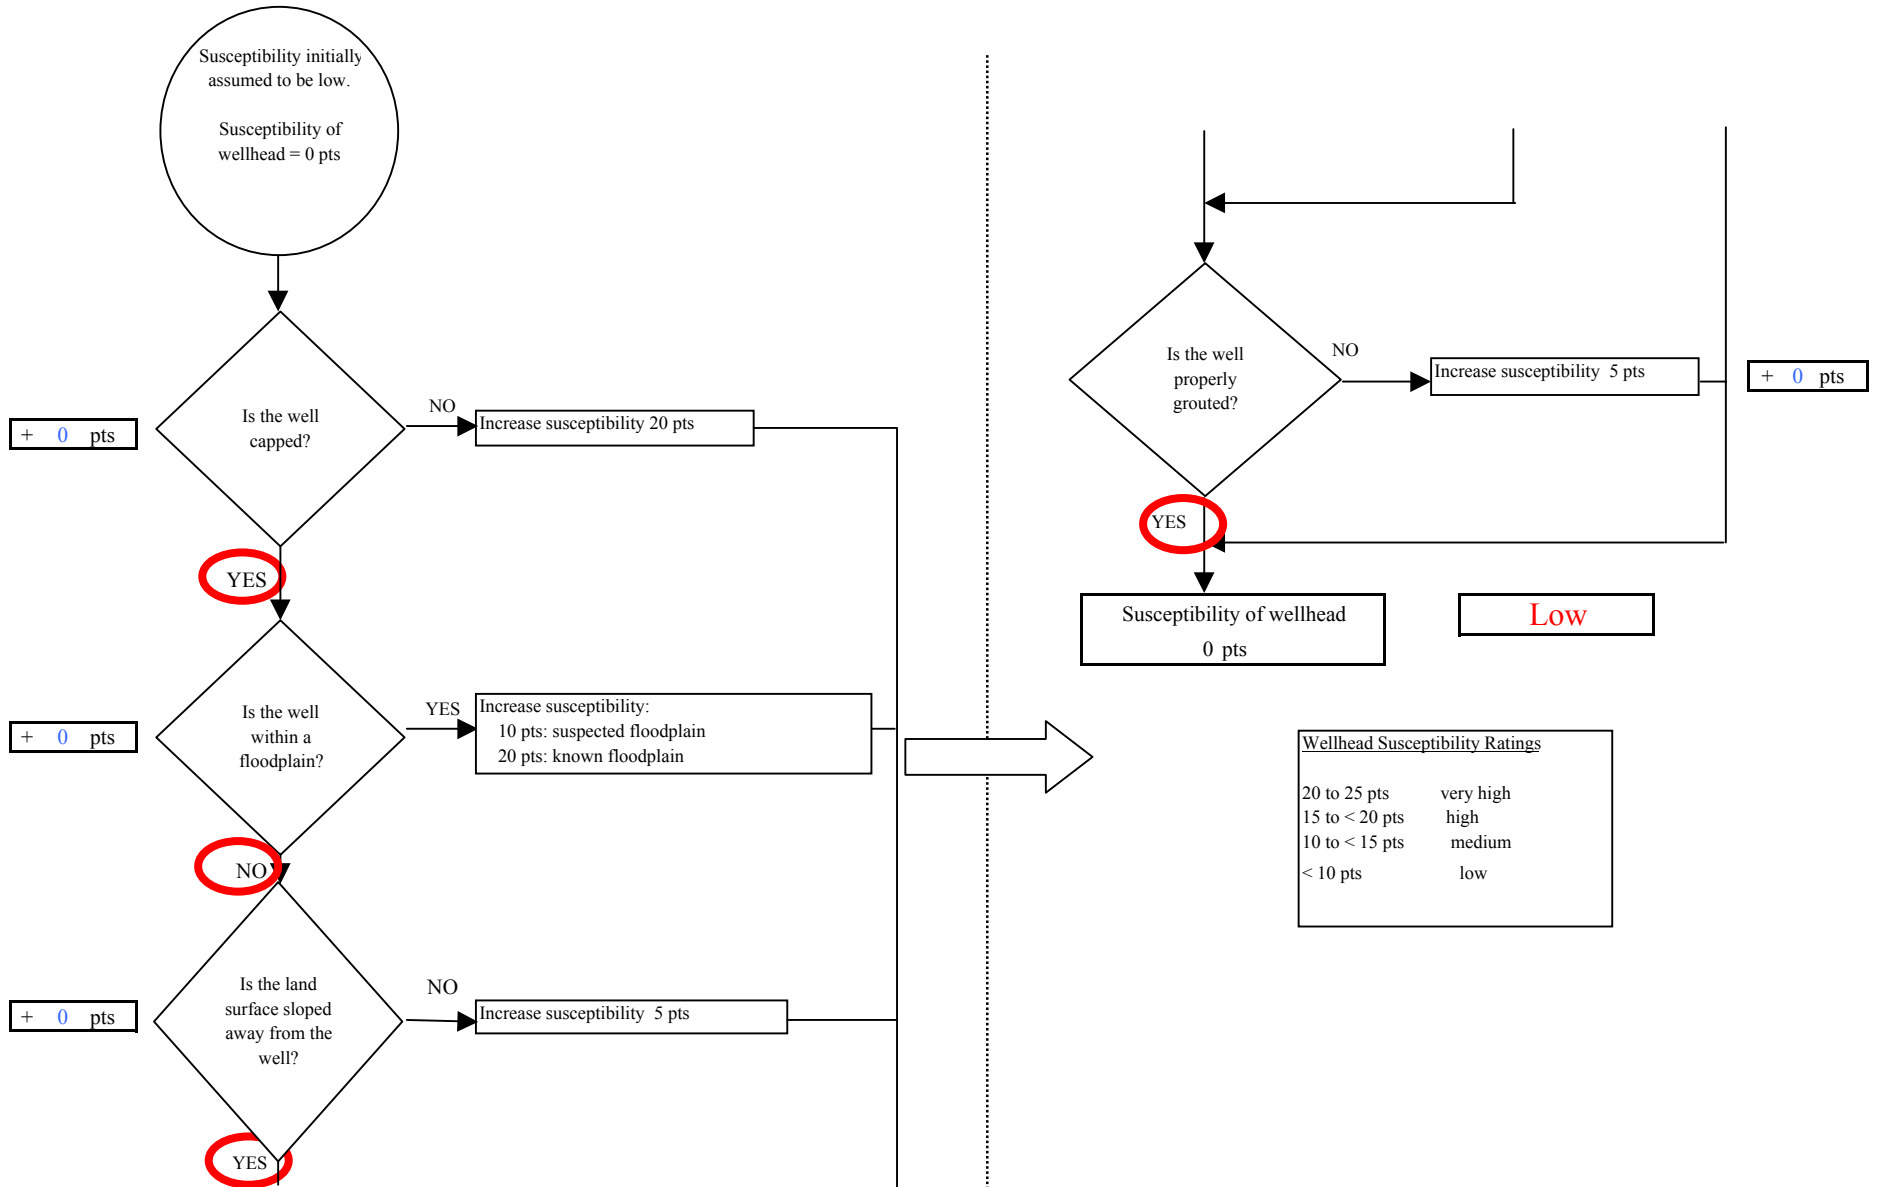 Susceptibility initially
assumed to be low.
Susceptibility of
wellhead = 0 pts
Is the well
capped?
NO
Increase susceptibility 20 pts
+ 0 pts
YES
Is the well
within a
floodplain?
YES
Increase susceptibility:
10 pts: suspected floodplain
20 pts: known floodplain
+ 0 pts
NO
Is the land
surface sloped
away from the
well?
NO
Increase susceptibility 5 pts
+ 0 pts
YES
Is the well
properly
grouted?
NO
Increase susceptibility 5 pts
+ 0 pts
YES
Susceptibility of wellhead
0 pts
Low
Wellhead Susceptibility Ratings
20 to 25 pts very high
15 to < 20 pts high
10 to < 15 pts medium
< 10 pts low